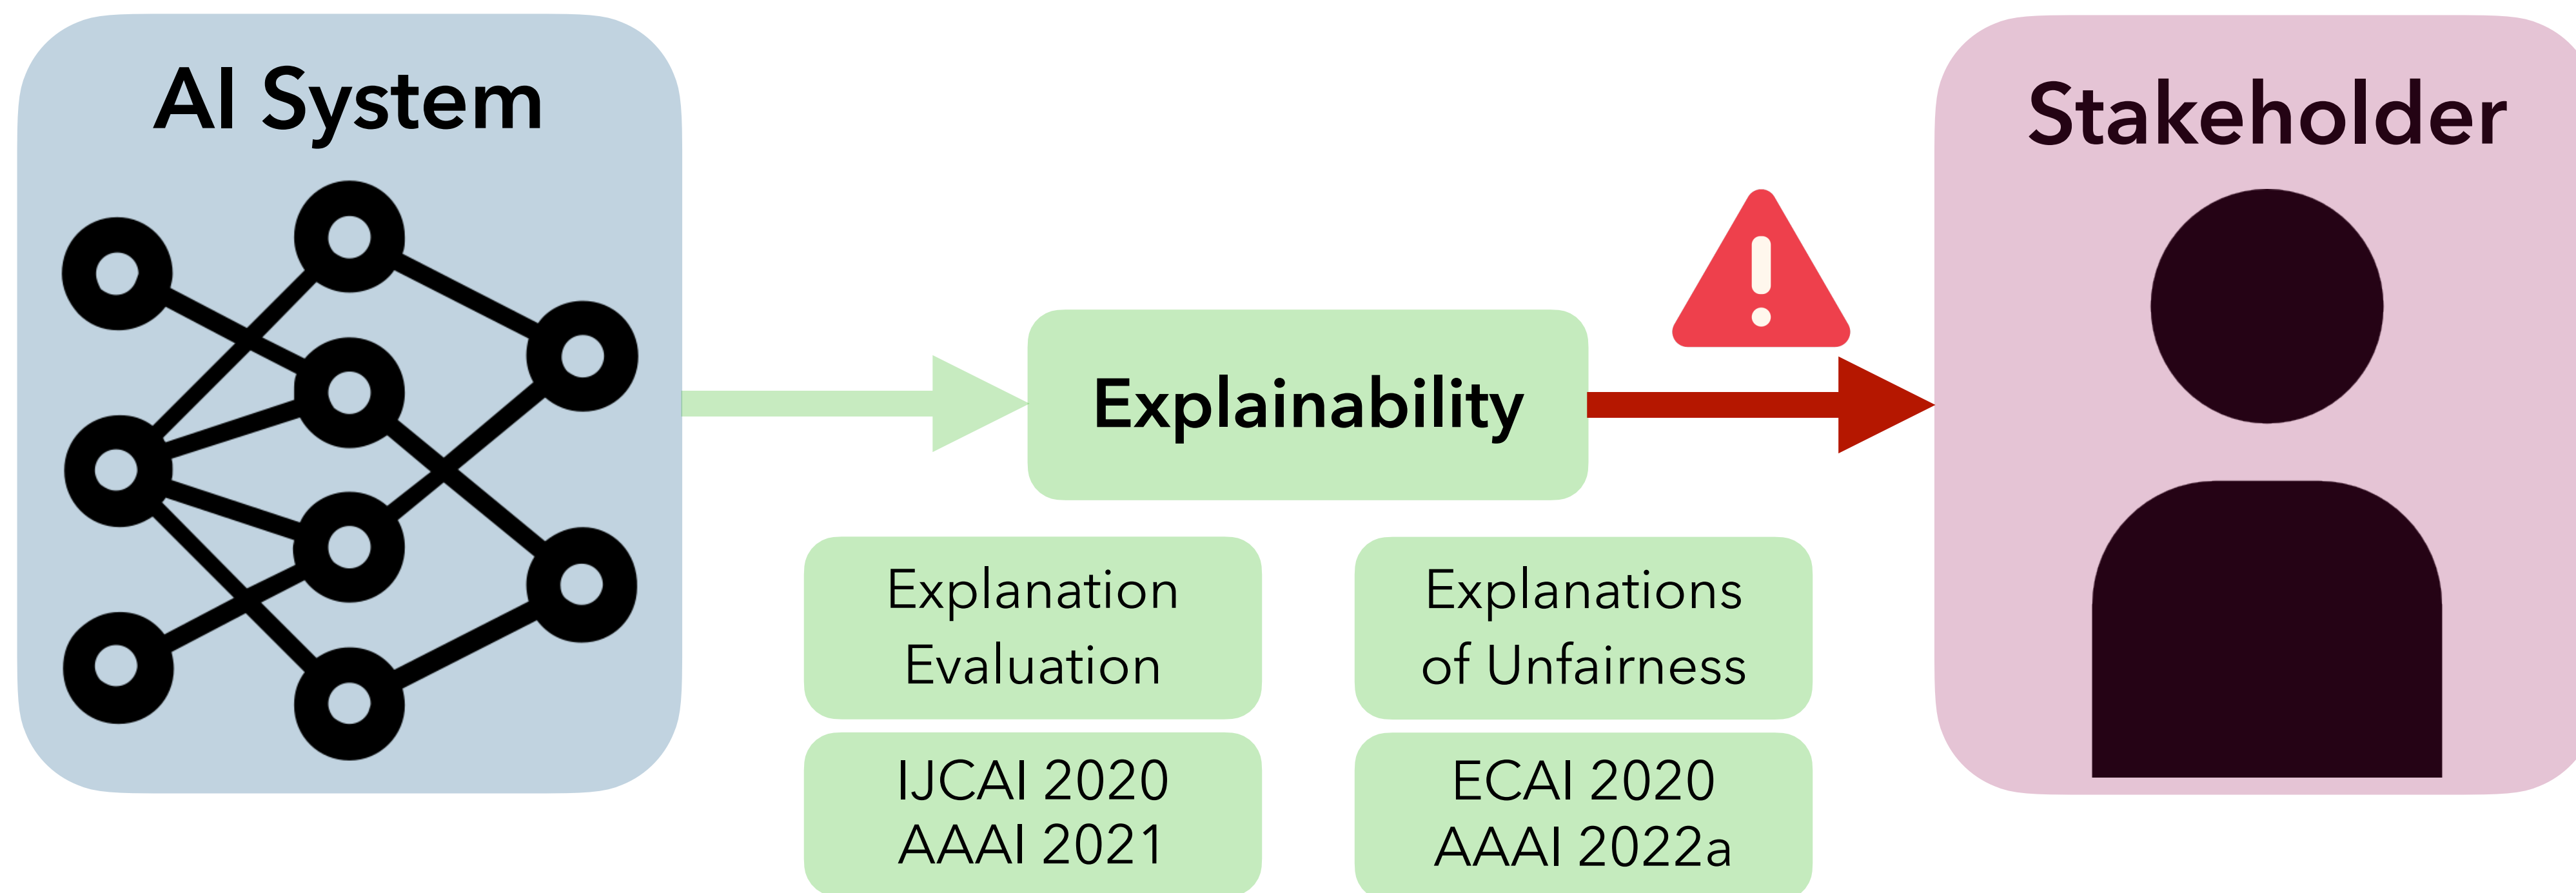 AI System
Stakeholder
Explainability
Explanation
Evaluation
Explanations
of Unfairness
IJCAI 2020
AAAI 2021
ECAI 2020
AAAI 2022a